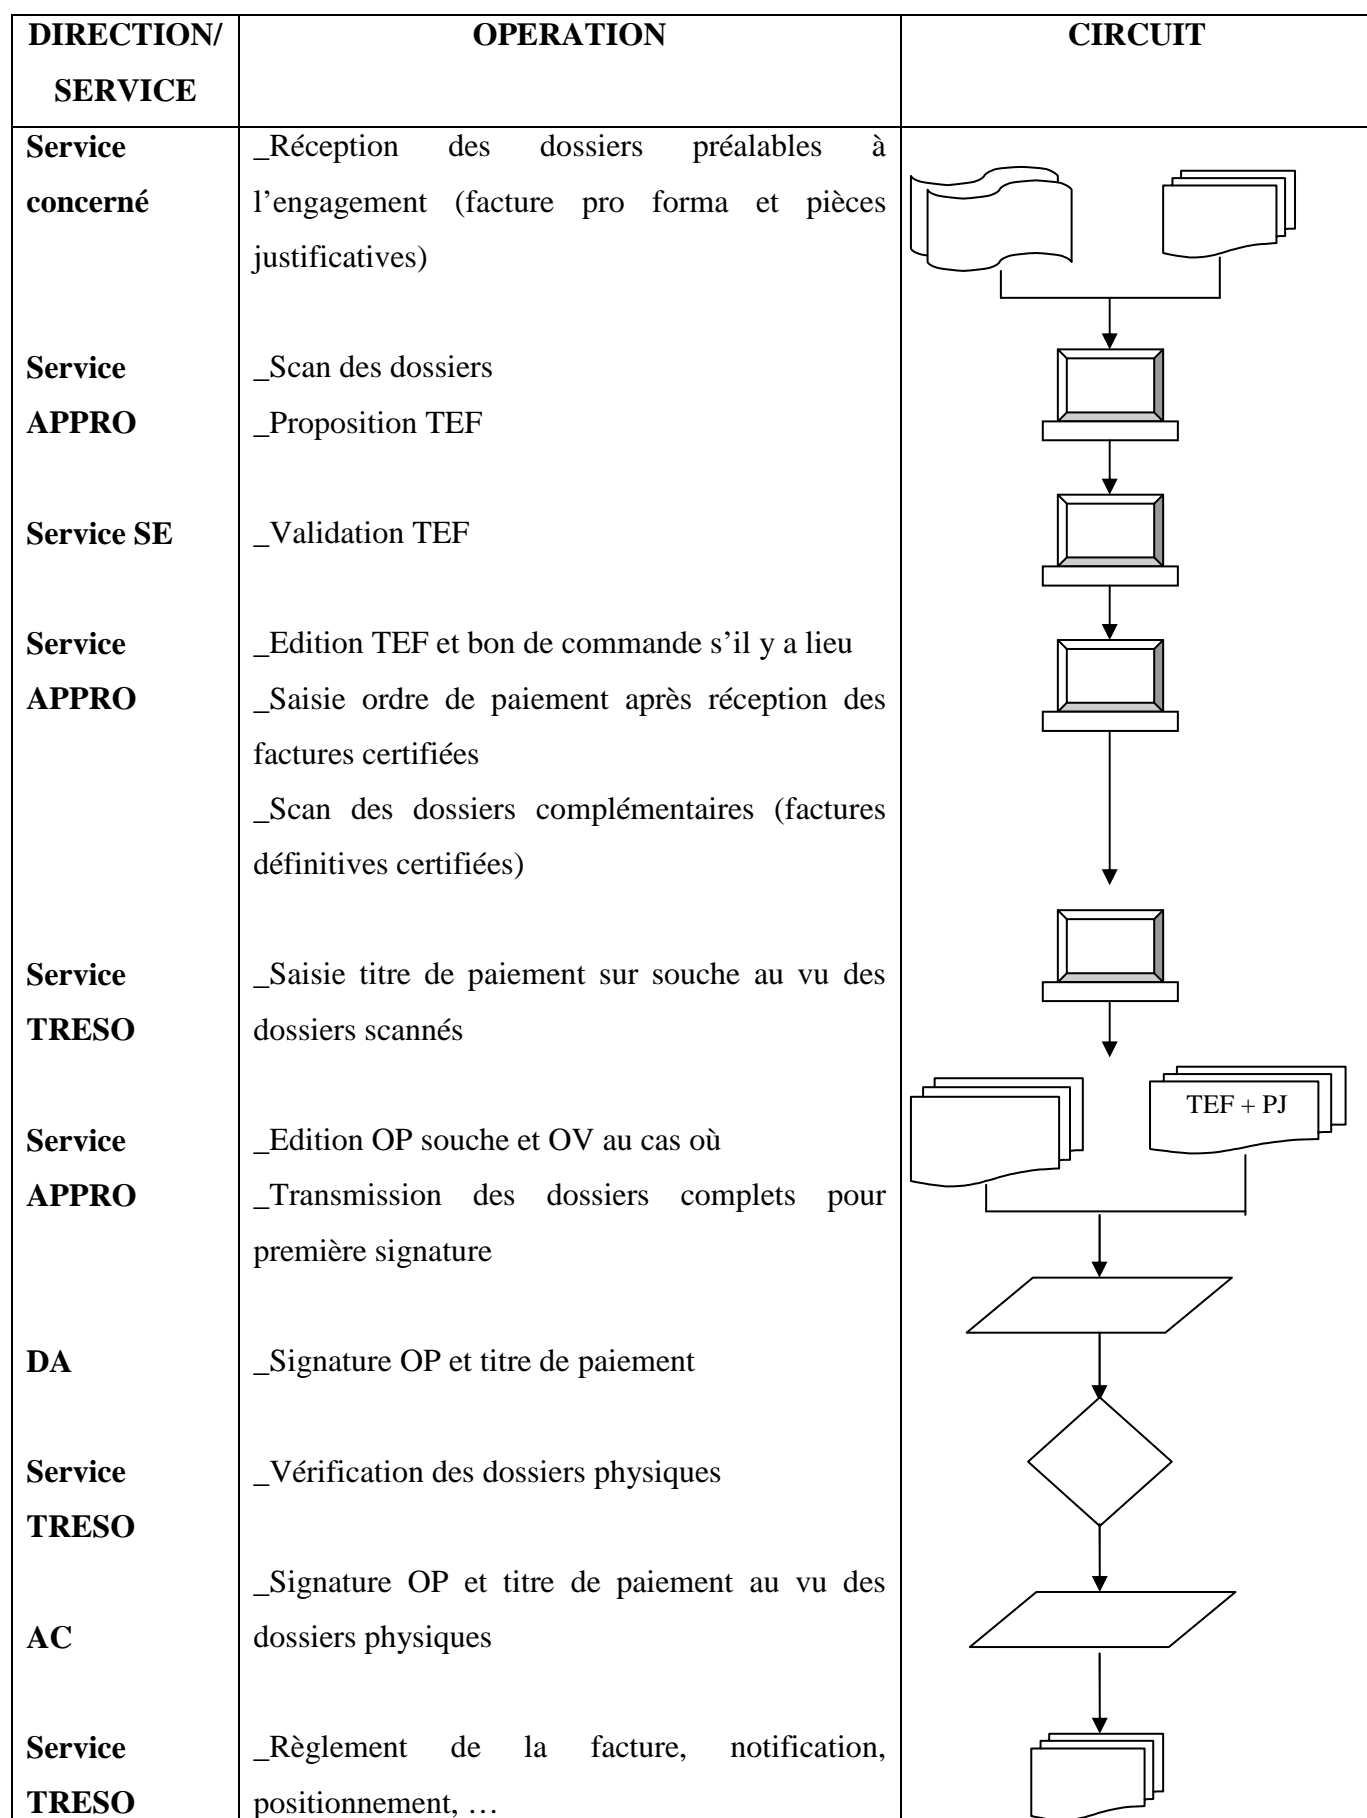 DIRECTION/
SERVICE
OPERATION
CIRCUIT
Service
concerné
_Réception des dossiers préalables à
l’engagement (facture pro forma et pièces
justificatives)
Service
APPRO
_Scan des dossiers
_Proposition TEF
Service SE
_Validation TEF
Service
APPRO
_Edition TEF et bon de commande s’il y a lieu
_Saisie ordre de paiement après réception des
factures certifiées
_Scan des dossiers complémentaires (factures
définitives certifiées)
Service
TRESO
_Saisie titre de paiement sur souche au vu des
dossiers scannés
TEF + PJ
Service
APPRO
_Edition OP souche et OV au cas où
_Transmission des dossiers complets pour
première signature
DA
_Signature OP et titre de paiement
Service
TRESO
_Vérification des dossiers physiques
AC
_Signature OP et titre de paiement au vu des
dossiers physiques
Service
TRESO
_Règlement de la facture, notification,
positionnement, …